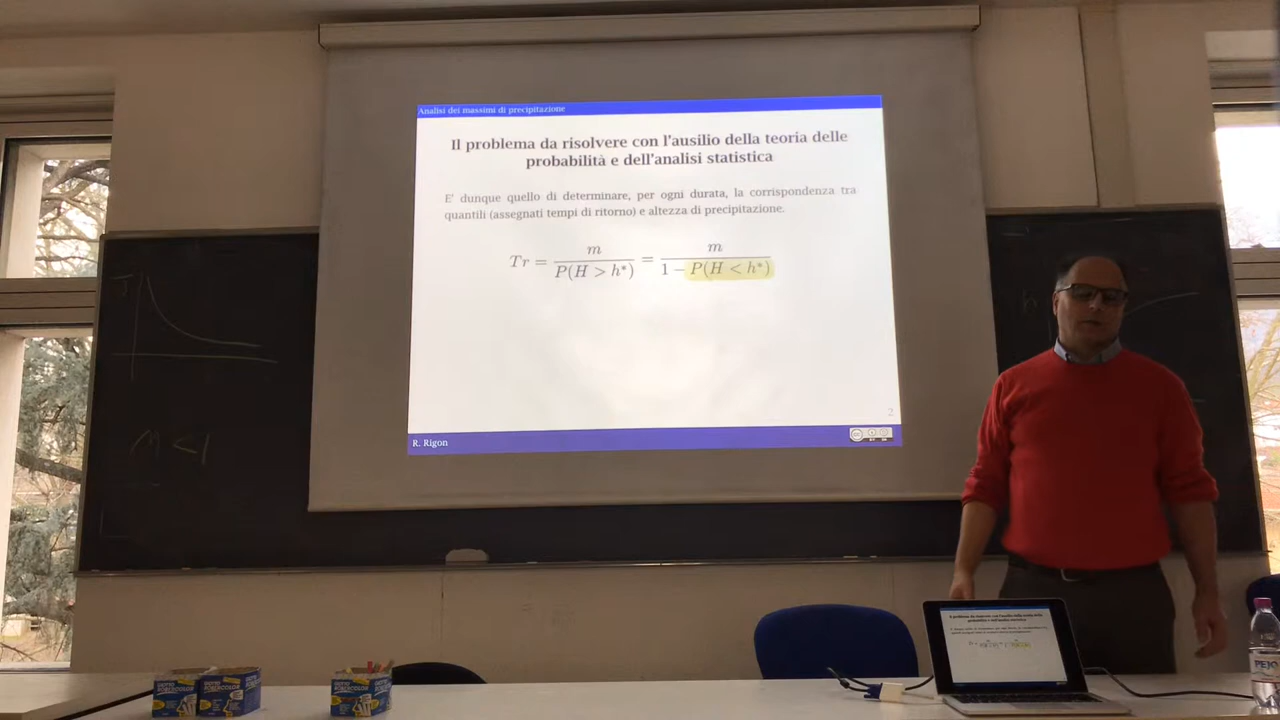 Analisi dei massimi di precipitazione
Il problema da risolvere con l'ausilio della teoria delle
probabilità e dell'analisi statistica
E' dunque quello di determinare, per ogni durata, la corrispondenza tra
quantili (assegnati tempi di ritorno) e altezza di precipitazione.
Tr = m / P(H > h*) = m / 1 − P(H < h*)
2
R. Rigon
PEJO